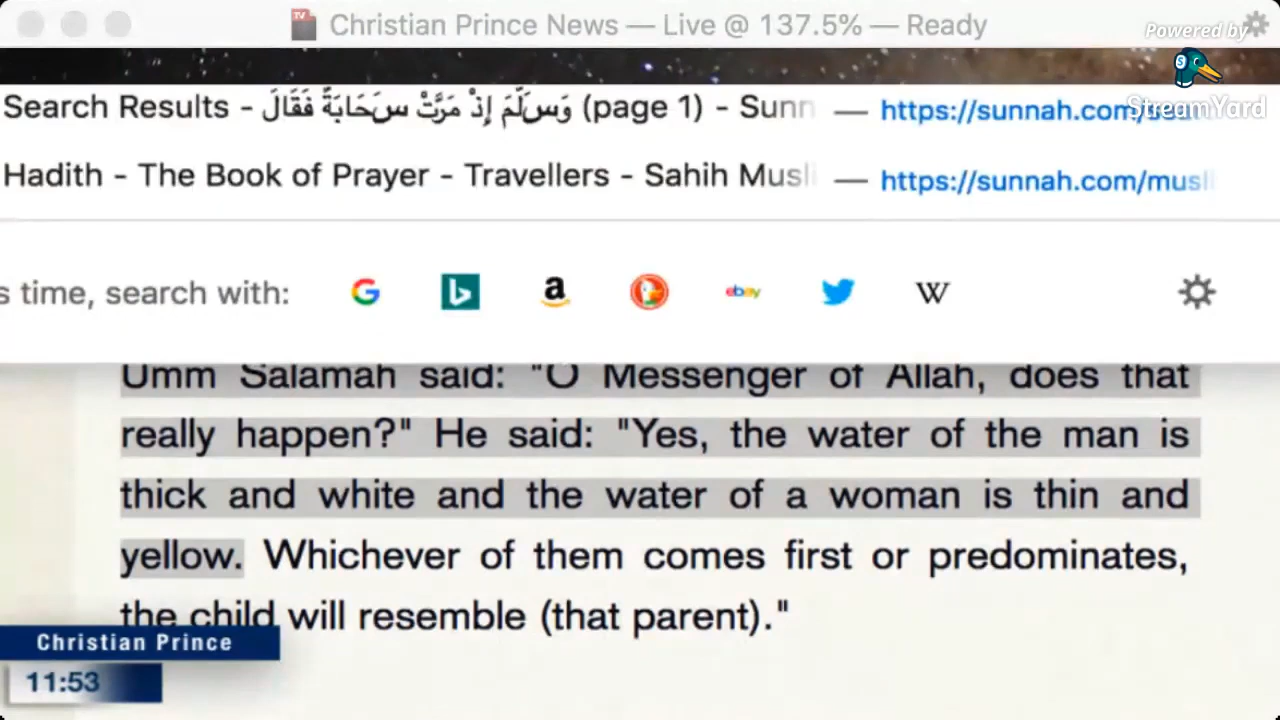 Christian Prince News — Live @ 137.5% — Ready
Powered by
StreamYard
Search Results - وَسَلَّمَ إِذْ مَرَّتْ سَحَابَةٌ فَقَالَ (page 1) - Sunn — https://sunnah.com/sea
Hadith - The Book of Prayer - Travellers - Sahih Musli — https://sunnah.com/musli
s time, search with:
G b a ebay W
Umm Salamah said: "O Messenger of Allah, does that
really happen?" He said: "Yes, the water of the man is
thick and white and the water of a woman is thin and
yellow. Whichever of them comes first or predominates,
the child will resemble (that parent)."
Christian Prince
11:53